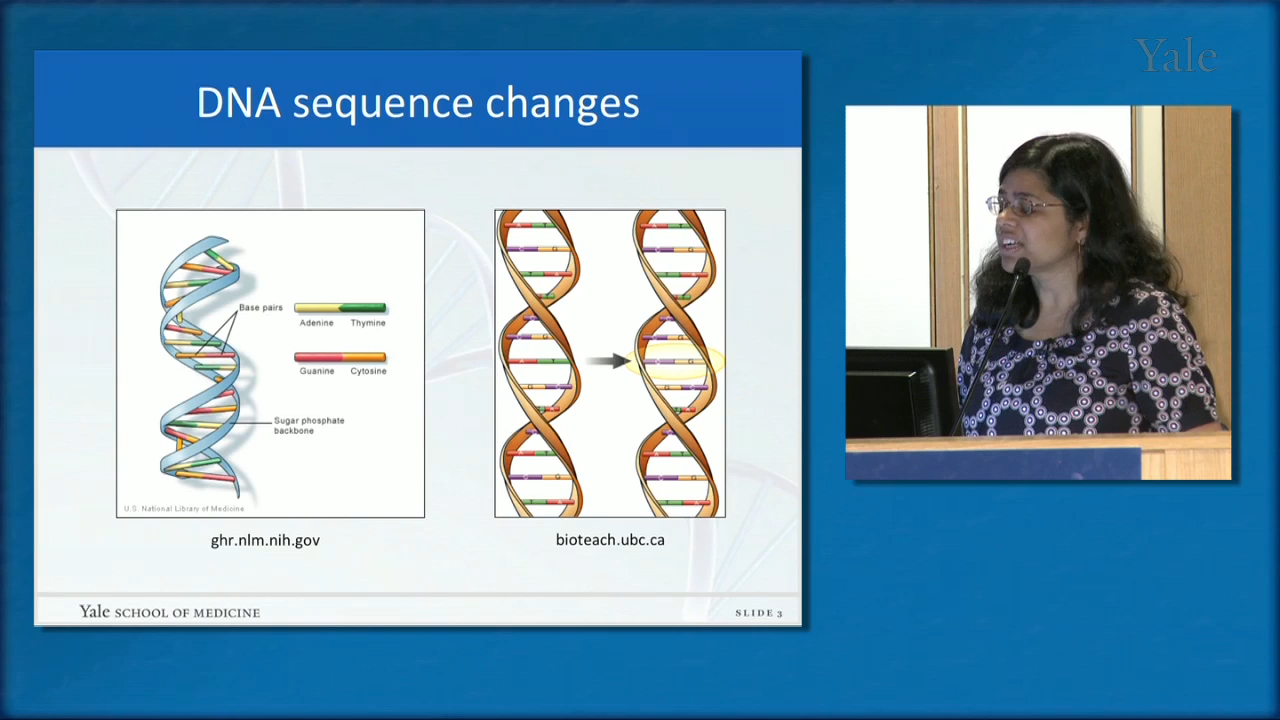 Yale
DNA sequence changes
Base pairs
Adenine Thymine
Guanine Cytosine
Sugar phosphate
backbone
U.S. National Library of Medicine
ghr.nlm.nih.gov
bioteach.ubc.ca
Yale SCHOOL OF MEDICINE
SLIDE 3